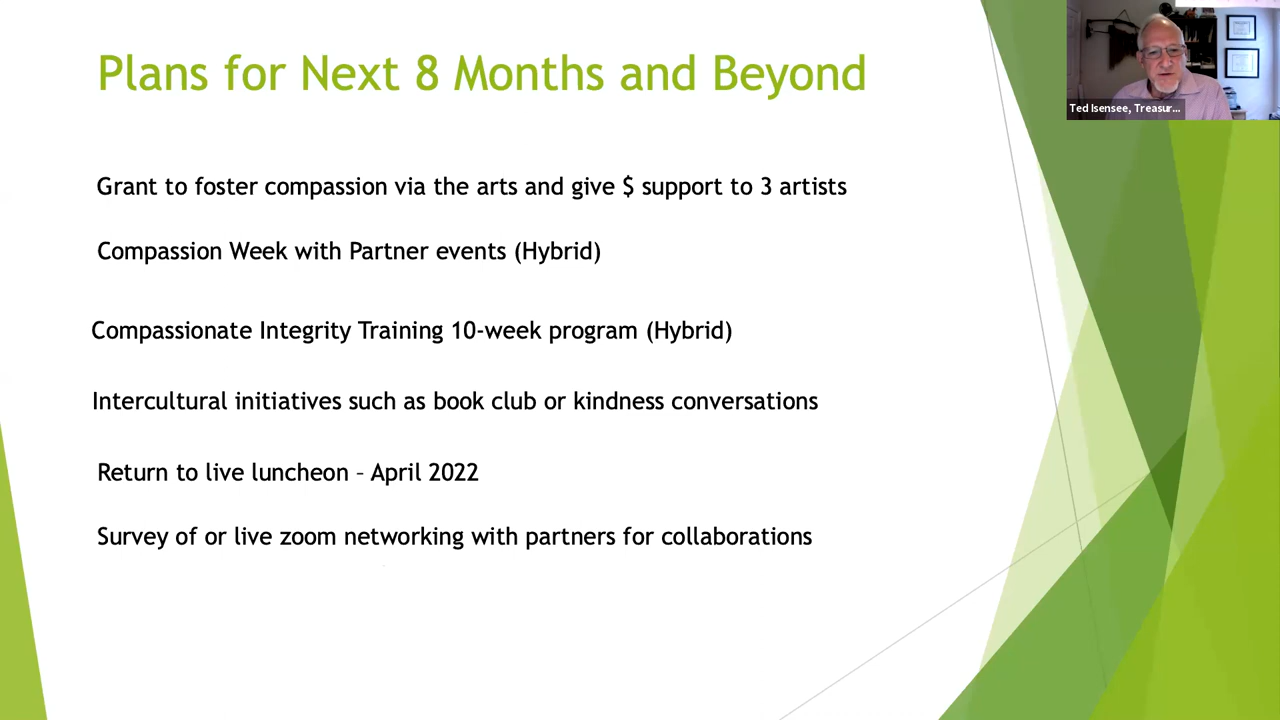 Plans for Next 8 Months and Beyond
Ted Isensee, Treasur...
Grant to foster compassion via the arts and give $ support to 3 artists
Compassion Week with Partner events (Hybrid)
Compassionate Integrity Training 10-week program (Hybrid)
Intercultural initiatives such as book club or kindness conversations
Return to live luncheon – April 2022
Survey of or live zoom networking with partners for collaborations